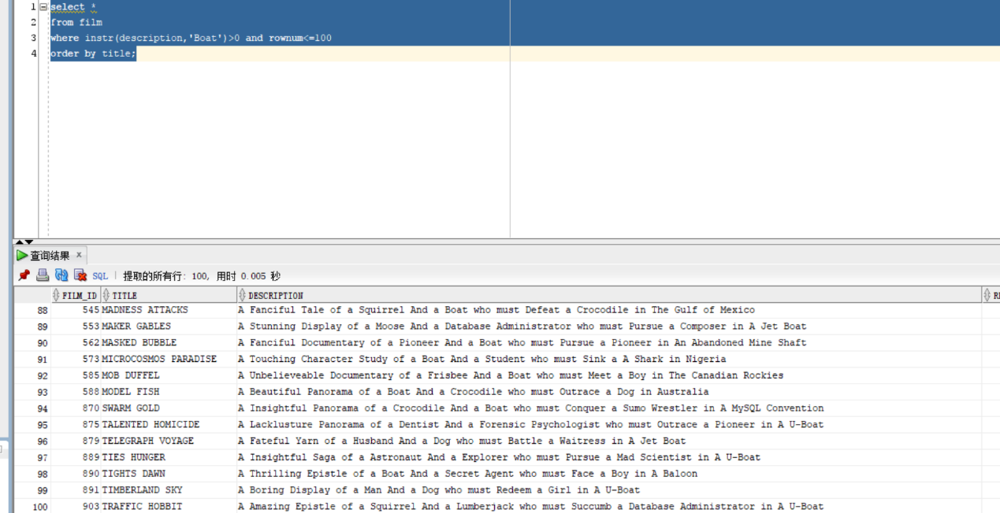 1 select *
2 from film
3 where instr(description,'Boat')>0 and rownum<=100
4 order by title;
查询结果 ×
SQL | 提取的所有行: 100, 用时 0.005 秒
FILM_ID TITLE DESCRIPTION RE
88 545 MADNESS ATTACKS A Fanciful Tale of a Squirrel And a Boat who must Defeat a Crocodile in The Gulf of Mexico
89 553 MAKER GABLES A Stunning Display of a Moose And a Database Administrator who must Pursue a Composer in A Jet Boat
90 562 MASKED BUBBLE A Fanciful Documentary of a Pioneer And a Boat who must Pursue a Pioneer in An Abandoned Mine Shaft
91 573 MICROCOSMOS PARADISE A Touching Character Study of a Boat And a Student who must Sink a A Shark in Nigeria
92 585 MOB DUFFEL A Unbelieveable Documentary of a Frisbee And a Boat who must Meet a Boy in The Canadian Rockies
93 588 MODEL FISH A Beautiful Panorama of a Boat And a Crocodile who must Outrace a Dog in Australia
94 870 SWARM GOLD A Insightful Panorama of a Crocodile And a Boat who must Conquer a Sumo Wrestler in A MySQL Convention
95 875 TALENTED HOMICIDE A Lacklusture Panorama of a Dentist And a Forensic Psychologist who must Outrace a Pioneer in A U-Boat
96 879 TELEGRAPH VOYAGE A Fateful Yarn of a Husband And a Dog who must Battle a Waitress in A Jet Boat
97 889 TIES HUNGER A Insightful Saga of a Astronaut And a Explorer who must Pursue a Mad Scientist in A U-Boat
98 890 TIGHTS DAWN A Thrilling Epistle of a Boat And a Secret Agent who must Face a Boy in A Baloon
99 891 TIMBERLAND SKY A Boring Display of a Man And a Dog who must Redeem a Girl in A U-Boat
100 903 TRAFFIC HOBBIT A Amazing Epistle of a Squirrel And a Lumberjack who must Succumb a Database Administrator in A U-Boat